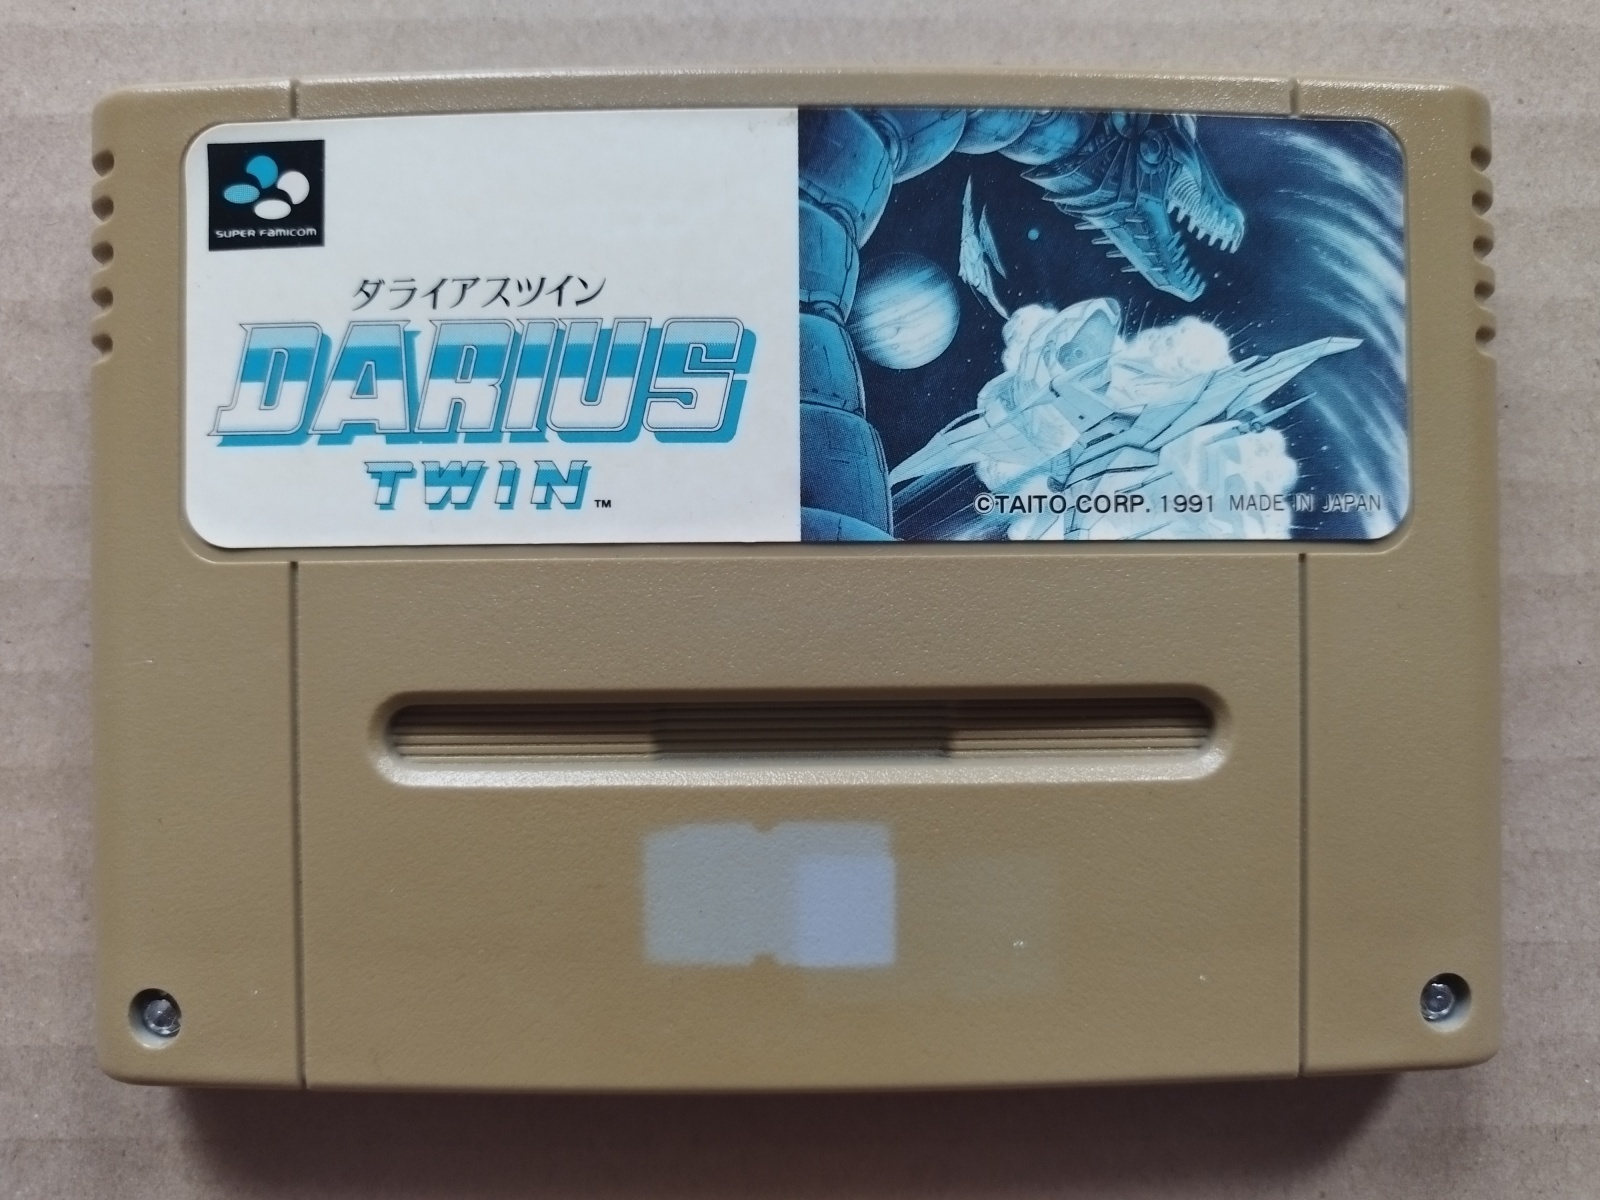 SUPER FAMICOM
ダライアスツイン
DARIUS
TWIN™
©TAITO CORP. 1991 MADE IN JAPAN